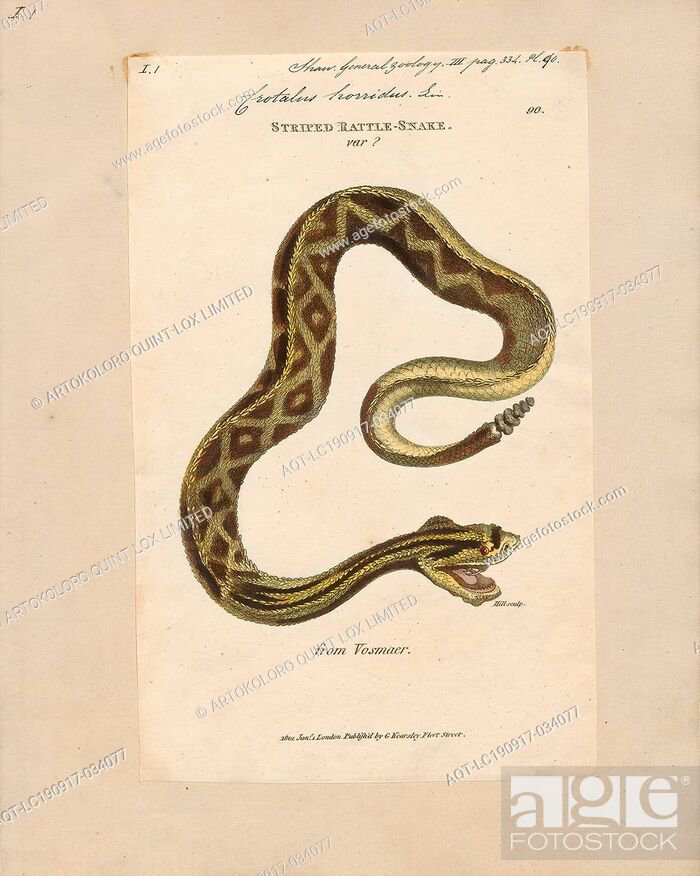 I.1
I.1
Shaw. General zoology. III pag. 334. Pl. 90.
Crotalus horridus. Lin.
90.
STRIPED RATTLE-SNAKE.
var ?
Hill sculp.
from Vosmaer.
1802 Jany. 1 London Publish'd by G Kearsley Fleet Street.
AQT-LC190917-034077
www.agefotostock.com
© ARTOKOLORO QUINT LOX LIMITED
age
FOTOSTOCK